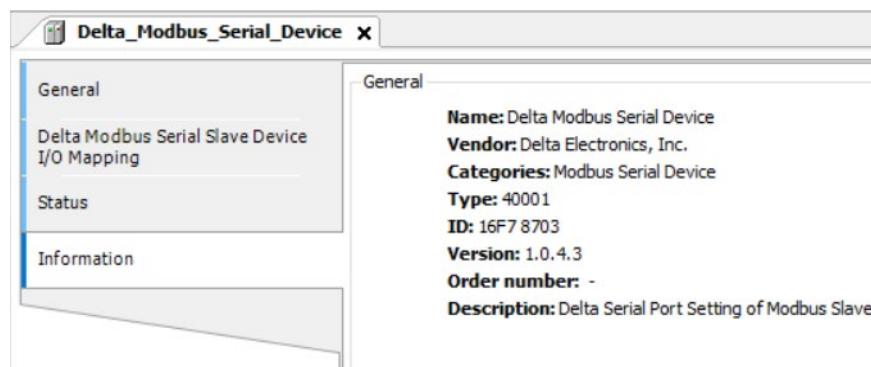 Delta_Modbus_Serial_Device
General
Delta Modbus Serial Slave Device
I/O Mapping
Status
Information
General
Name: Delta Modbus Serial Device
Vendor: Delta Electronics, Inc.
Categories: Modbus Serial Device
Type: 40001
ID: 16F7 8703
Version: 1.0.4.3
Order number: -
Description: Delta Serial Port Setting of Modbus Slave